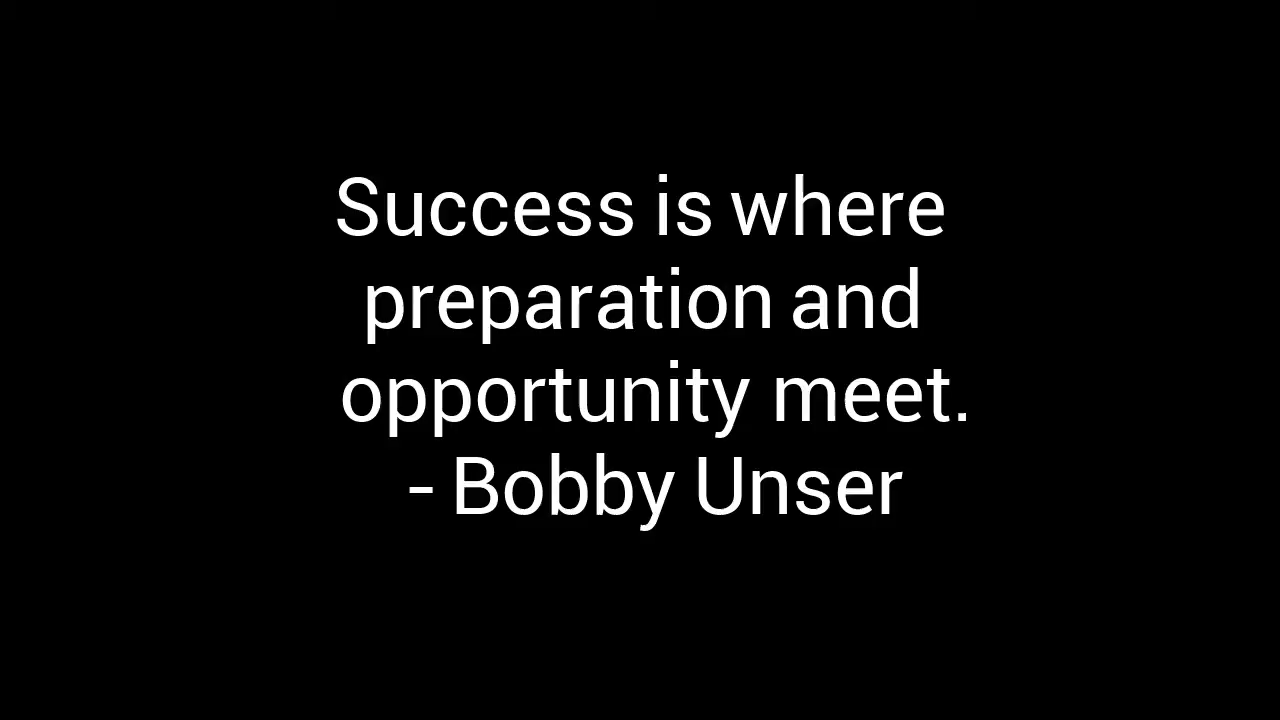 Success is where
preparation and
opportunity meet.
- Bobby Unser